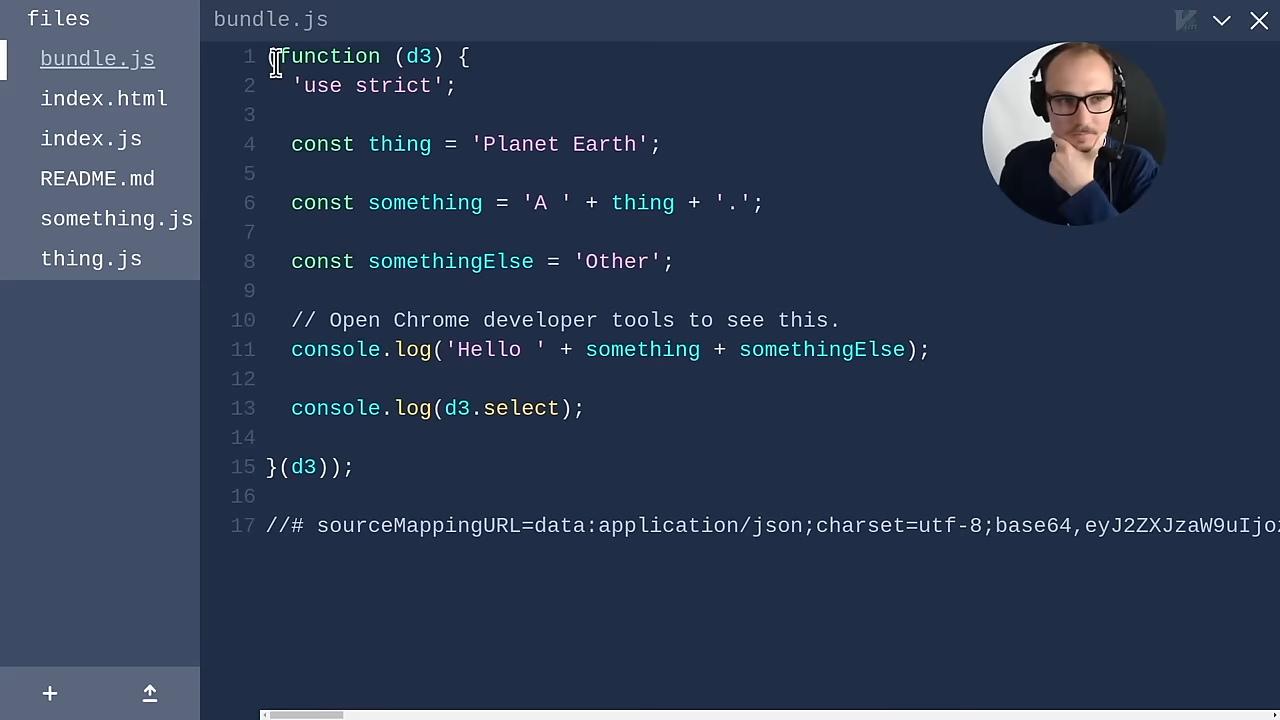 files
bundle.js
index.html
index.js
README.md
something.js
thing.js
bundle.js
1 (function (d3) {
2 'use strict';
3
4 const thing = 'Planet Earth';
5
6 const something = 'A ' + thing + '.';
7
8 const somethingElse = 'Other';
9
10 // Open Chrome developer tools to see this.
11 console.log('Hello ' + something + somethingElse);
12
13 console.log(d3.select);
14
15 }(d3));
16
17 //# sourceMappingURL=data:application/json;charset=utf-8;base64,eyJ2ZXJzaW9uIjoz